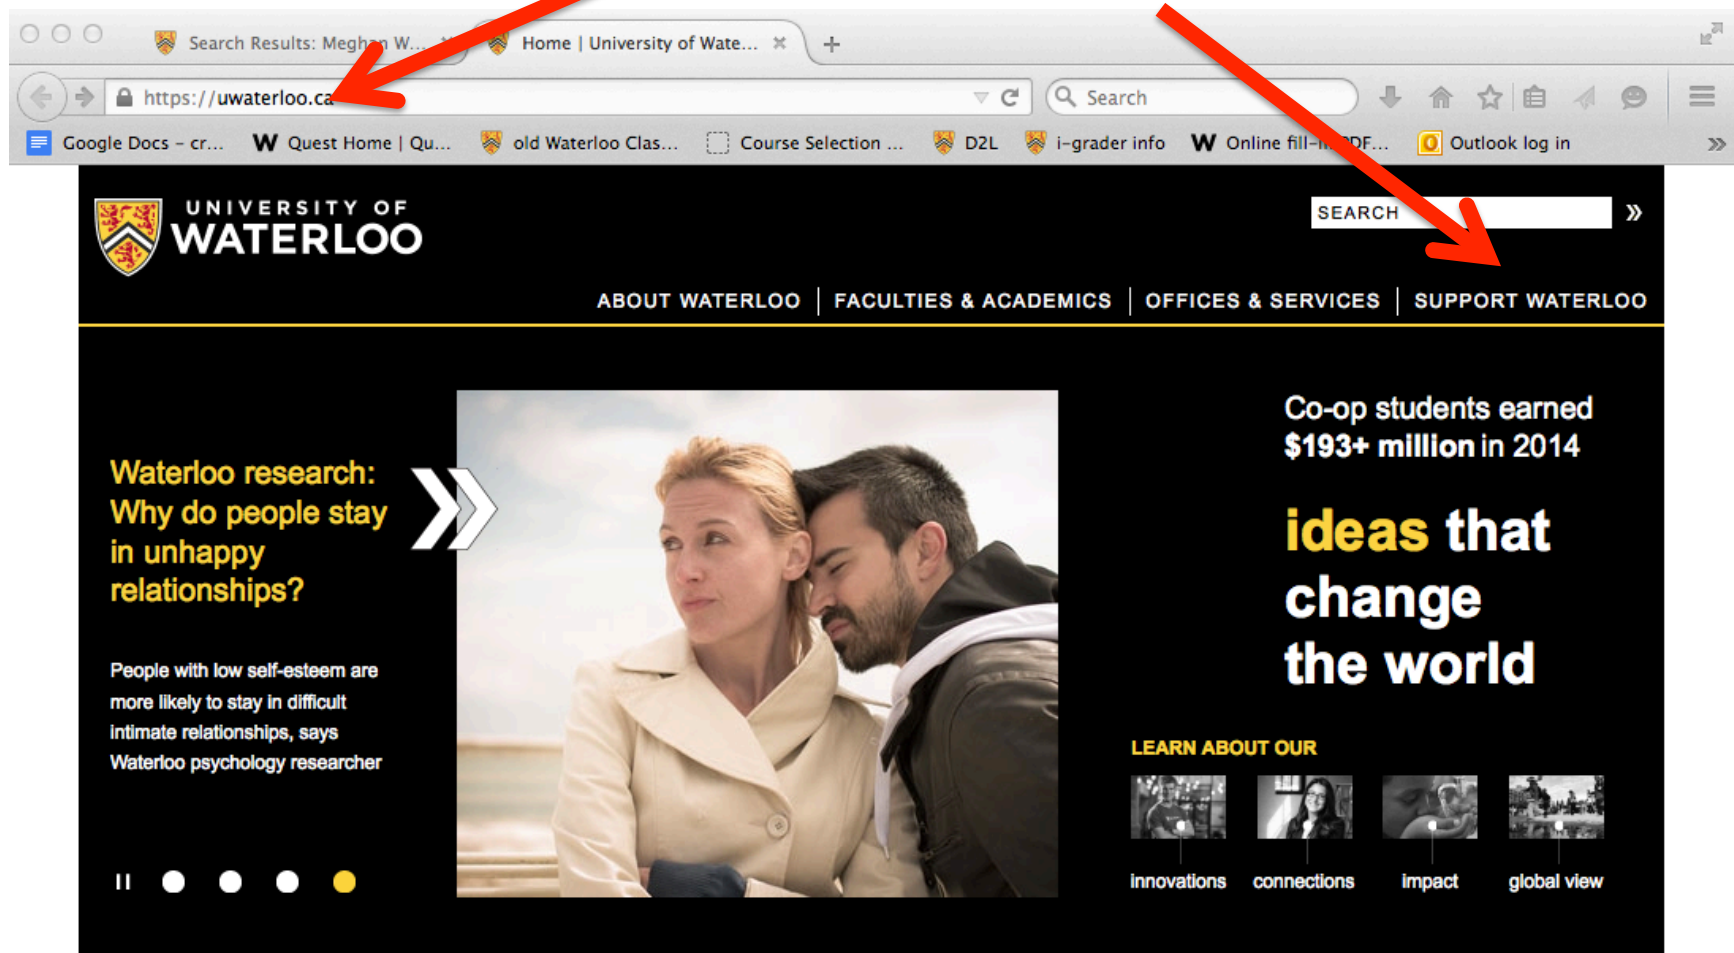 Search Results: Meghan W...
Home | University of Wate...
https://uwaterloo.ca
Search
Google Docs – cr...
Quest Home | Qu...
old Waterloo Clas...
Course Selection ...
D2L
i-grader info
Online
Outlook log in
UNIVERSITY OF
WATERLOO
SEARCH
ABOUT WATERLOO
FACULTIES & ACADEMICS
OFFICES & SERVICES
SUPPORT WATERLOO
Waterloo research:
Why do people stay
in unhappy
relationships?
People with low self-esteem are
more likely to stay in difficult
intimate relationships, says
Waterloo psychology researcher
Co-op students earned
$193+ million in 2014
ideas that
change
the world
LEARN ABOUT OUR
innovations
connections
impact
global view